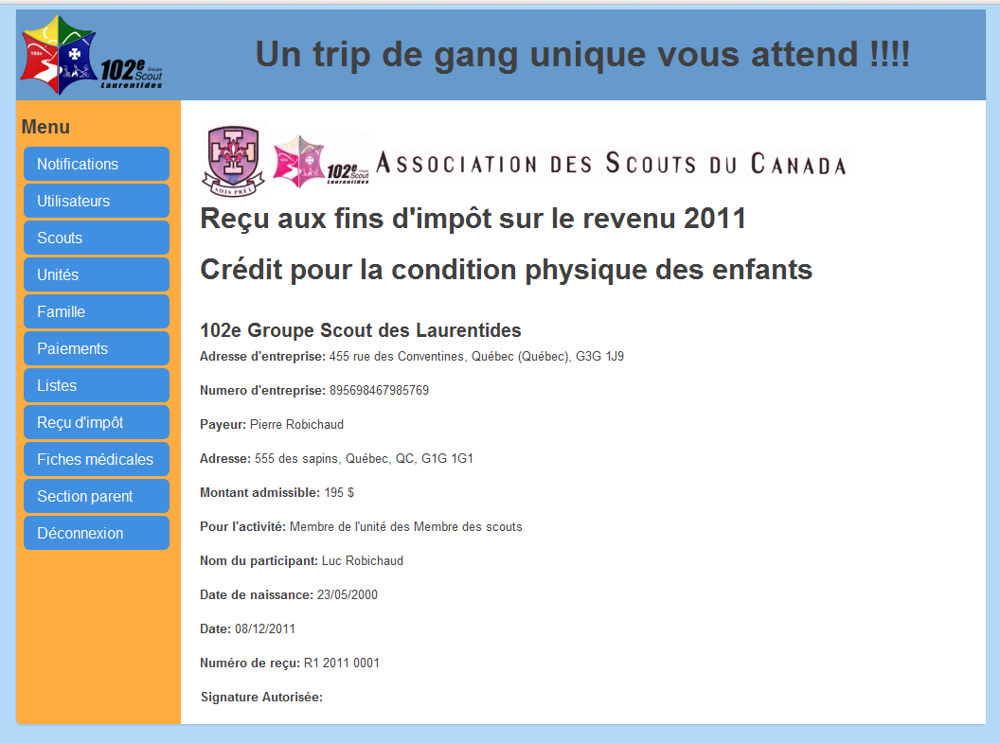 102e Groupe
Scout
Laurentides
Un trip de gang unique vous attend !!!!
Menu
Notifications
Utilisateurs
Scouts
Unités
Famille
Paiements
Listes
Reçu d'impôt
Fiches médicales
Section parent
Déconnexion
SOIS PRÊT
102e Groupe
Scout
Laurentides
ASSOCIATION DES SCOUTS DU CANADA
Reçu aux fins d'impôt sur le revenu 2011
Crédit pour la condition physique des enfants
102e Groupe Scout des Laurentides
Adresse d'entreprise: 455 rue des Conventines, Québec (Québec), G3G 1J9
Numero d'entreprise: 895698467985769
Payeur: Pierre Robichaud
Adresse: 555 des sapins, Québec, QC, G1G 1G1
Montant admissible: 195 $
Pour l'activité: Membre de l'unité des Membre des scouts
Nom du participant: Luc Robichaud
Date de naissance: 23/05/2000
Date: 08/12/2011
Numéro de reçu: R1 2011 0001
Signature Autorisée: